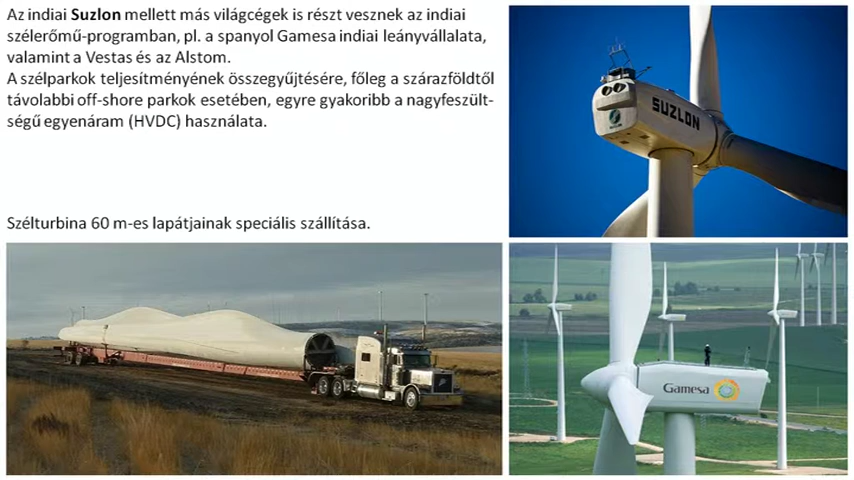 Az indiai Suzlon mellett más világcégek is részt vesznek az indiai
szélerőmű-programban, pl. a spanyol Gamesa indiai leányvállalata,
valamint a Vestas és az Alstom.
A szélparkok teljesítményének összegyűjtésére, főleg a szárazföldtől
távolabbi off-shore parkok esetében, egyre gyakoribb a nagyfeszült-
ségű egyenáram (HVDC) használata.
SUZLON
Szélturbina 60 m-es lapátjainak speciális szállítása.
Gamesa